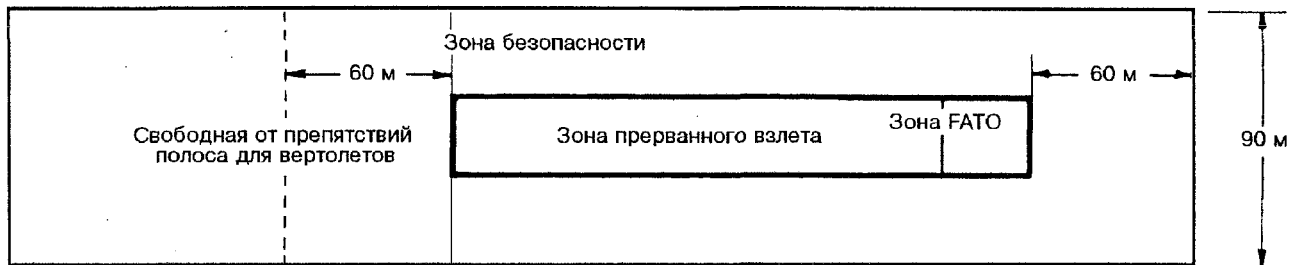 Зона безопасности
60 м
60 м
Свободная от препятствий
полоса для вертолетов
Зона прерванного взлета
Зона FATO
90 м